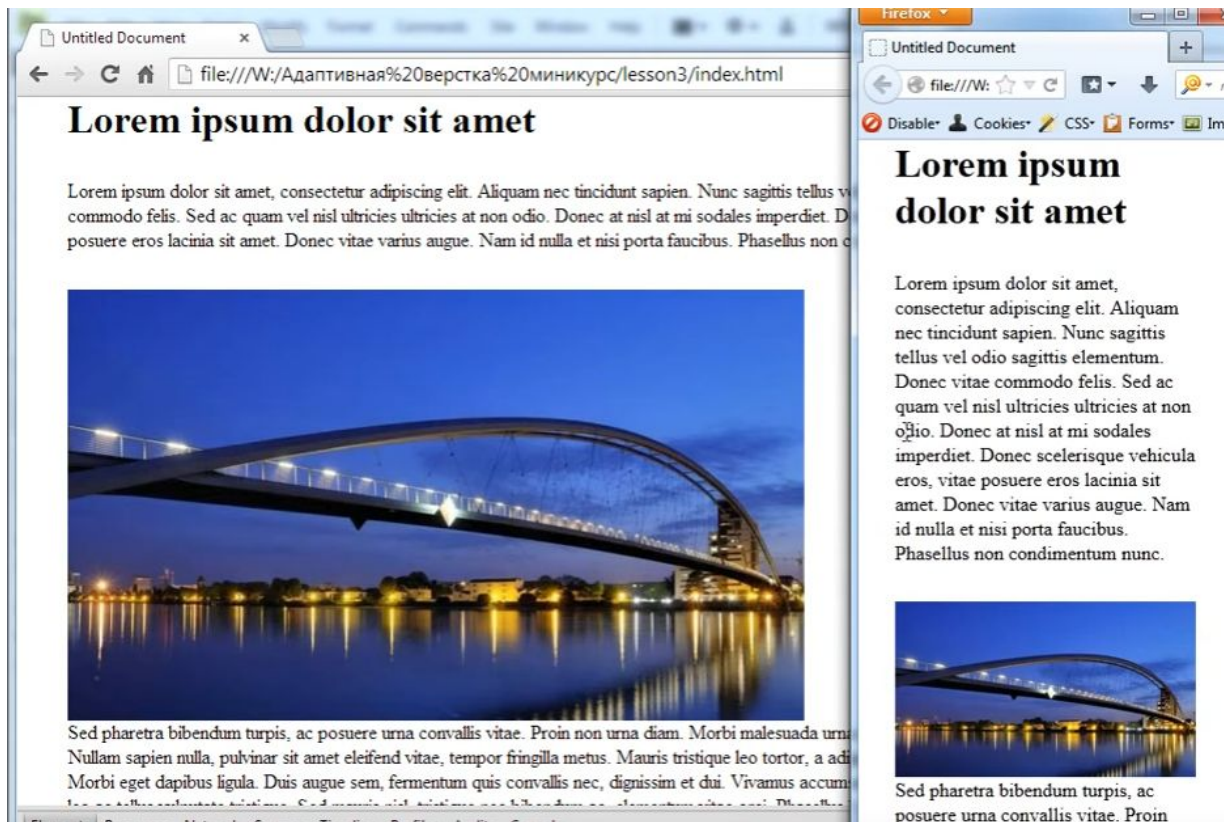 Untitled Document
file:///W:/Адаптивная%20верстка%20миникурс/lesson3/index.html
Lorem ipsum dolor sit amet
Lorem ipsum dolor sit amet, consectetur adipiscing elit. Aliquam nec tincidunt sapien. Nunc sagittis tellus
commodo felis. Sed ac quam vel nisl ultricies ultricies at non odio. Donec at nisl at mi sodales imperdiet.
posuere eros lacinia sit amet. Donec vitae varius augue. Nam id nulla et nisi porta faucibus. Phasellus non
Sed pharetra bibendum turpis, ac posuere urna convallis vitae. Proin non urna diam. Morbi malesuada urna
Nullam sapien nulla, pulvinar sit amet eleifend vitae, tempor fringilla metus. Mauris tristique leo tortor, a
Morbi eget dapibus ligula. Duis augue sem, fermentum quis convallis nec, dignissim et dui. Vivamus
Firefox
Untitled Document
file:///W:
Disable Cookies CSS Forms Im
Lorem ipsum
dolor sit amet
Lorem ipsum dolor sit amet,
consectetur adipiscing elit. Aliquam
nec tincidunt sapien. Nunc sagittis
tellus vel odio sagittis elementum.
Donec vitae commodo felis. Sed ac
quam vel nisl ultricies ultricies at non
odio. Donec at nisl at mi sodales
imperdiet. Donec scelerisque vehicula
eros, vitae posuere eros lacinia sit
amet. Donec vitae varius augue. Nam
id nulla et nisi porta faucibus.
Phasellus non condimentum nunc.
Sed pharetra bibendum turpis, ac
posuere urna convallis vitae. Proin